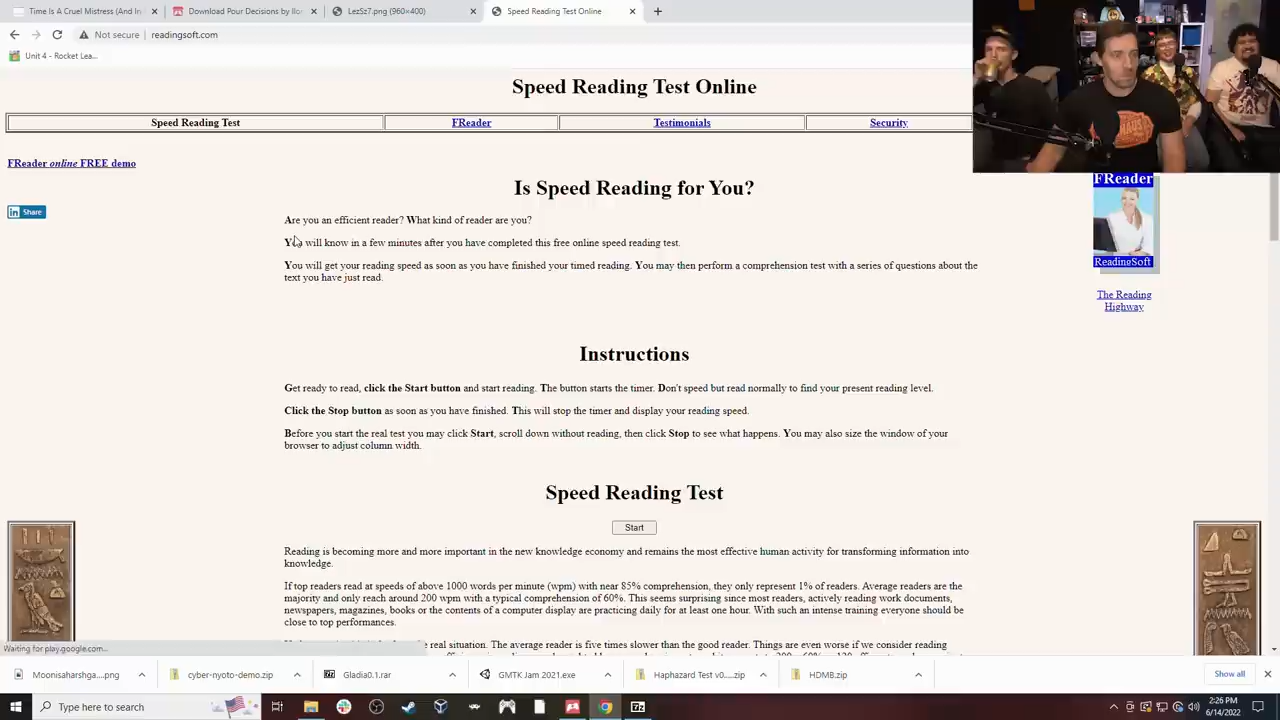 Time Is A Cruel Mistress (And In
Download Pour Decisions by Ilon
LezSz7.png (960×400)
Speed Reading Test Online
Not secure
readingsoft.com
Unit 4 - Rocket Lea...
Speed Reading Test Online
Speed Reading Test
FReader
Testimonials
Security
FReader online FREE demo
Is Speed Reading for You?
Share
Are you an efficient reader? What kind of reader are you?
You will know in a few minutes after you have completed this free online speed reading test.
You will get your reading speed as soon as you have finished your timed reading. You may then perform a comprehension test with a series of questions about the
text you have just read.
FReader
ReadingSoft
The Reading
Highway
Instructions
Get ready to read, click the Start button and start reading. The button starts the timer. Don't speed but read normally to find your present reading level.
Click the Stop button as soon as you have finished. This will stop the timer and display your reading speed.
Before you start the real test you may click Start, scroll down without reading, then click Stop to see what happens. You may also size the window of your
browser to adjust column width.
Speed Reading Test
Start
Reading is becoming more and more important in the new knowledge economy and remains the most effective human activity for transforming information into
knowledge.
If top readers read at speeds of above 1000 words per minute (wpm) with near 85% comprehension, they only represent 1% of readers. Average readers are the
majority and only reach around 200 wpm with a typical comprehension of 60%. This seems surprising since most readers, actively reading work documents,
newspapers, magazines, books or the contents of a computer display are practicing daily for at least one hour. With such an intense training everyone should be
close to top performances.
real situation. The average reader is five times slower than the good reader. Things are even worse if we consider reading
Waiting for play.google.com...
Moonisaharshga....png
cyber-nyoto-demo.zip
Gladia0.1.rar
GMTK Jam 2021.exe
Haphazard Test v0....zip
HDMB.zip
Show all
Type here to search
2:26 PM
6/14/2022